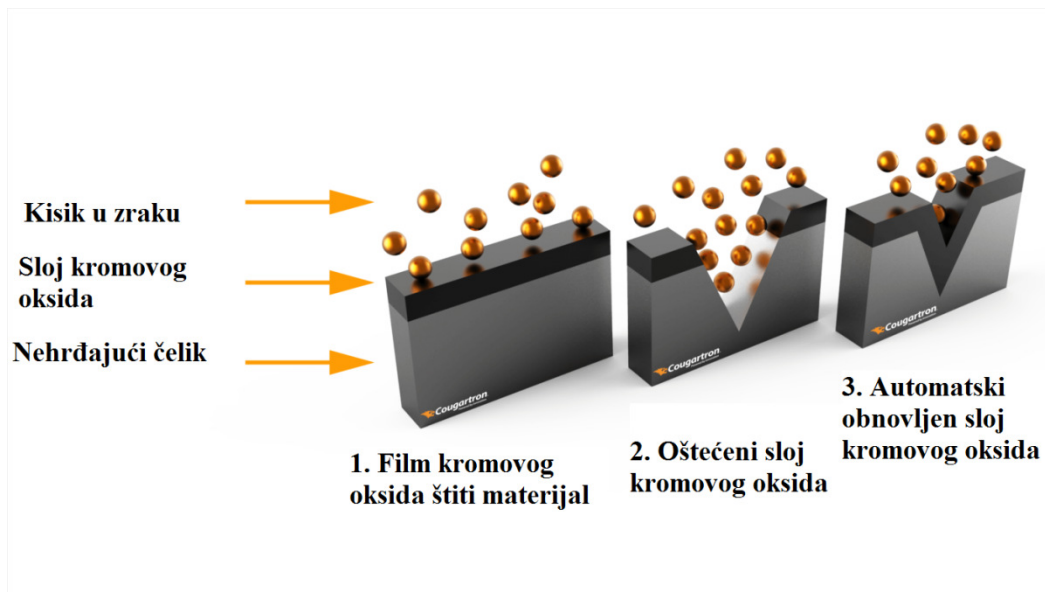 Kisik u zraku
Sloj kromovog
oksida
Nehrđajući čelik
Cougartron
Cougartron
Cougartron
1. Film kromovog
oksida štiti materijal
2. Oštećeni sloj
kromovog oksida
3. Automatski
obnovljen sloj
kromovog oksida